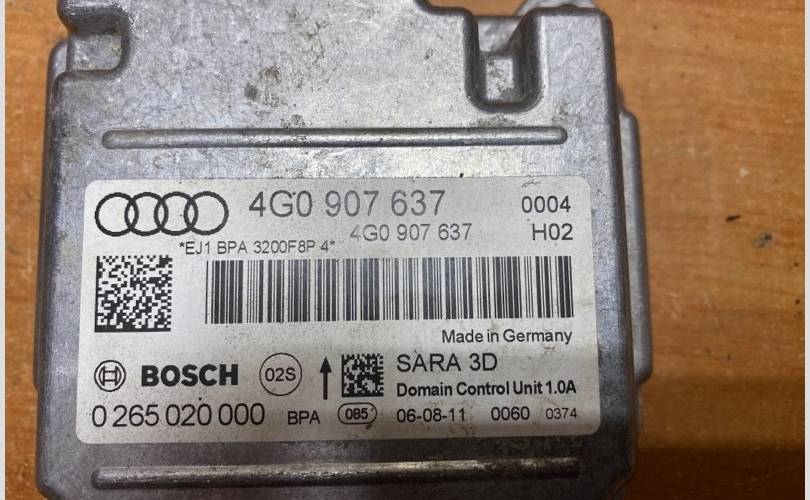 4G0 907 637 0004
4G0 907 637 H02
*EJ1 BPA 3200F8P 4*
Made in Germany
BOSCH 02S SARA 3D
Domain Control Unit 1.0A
0 265 020 000 BPA 085 06-08-11 0060 0374